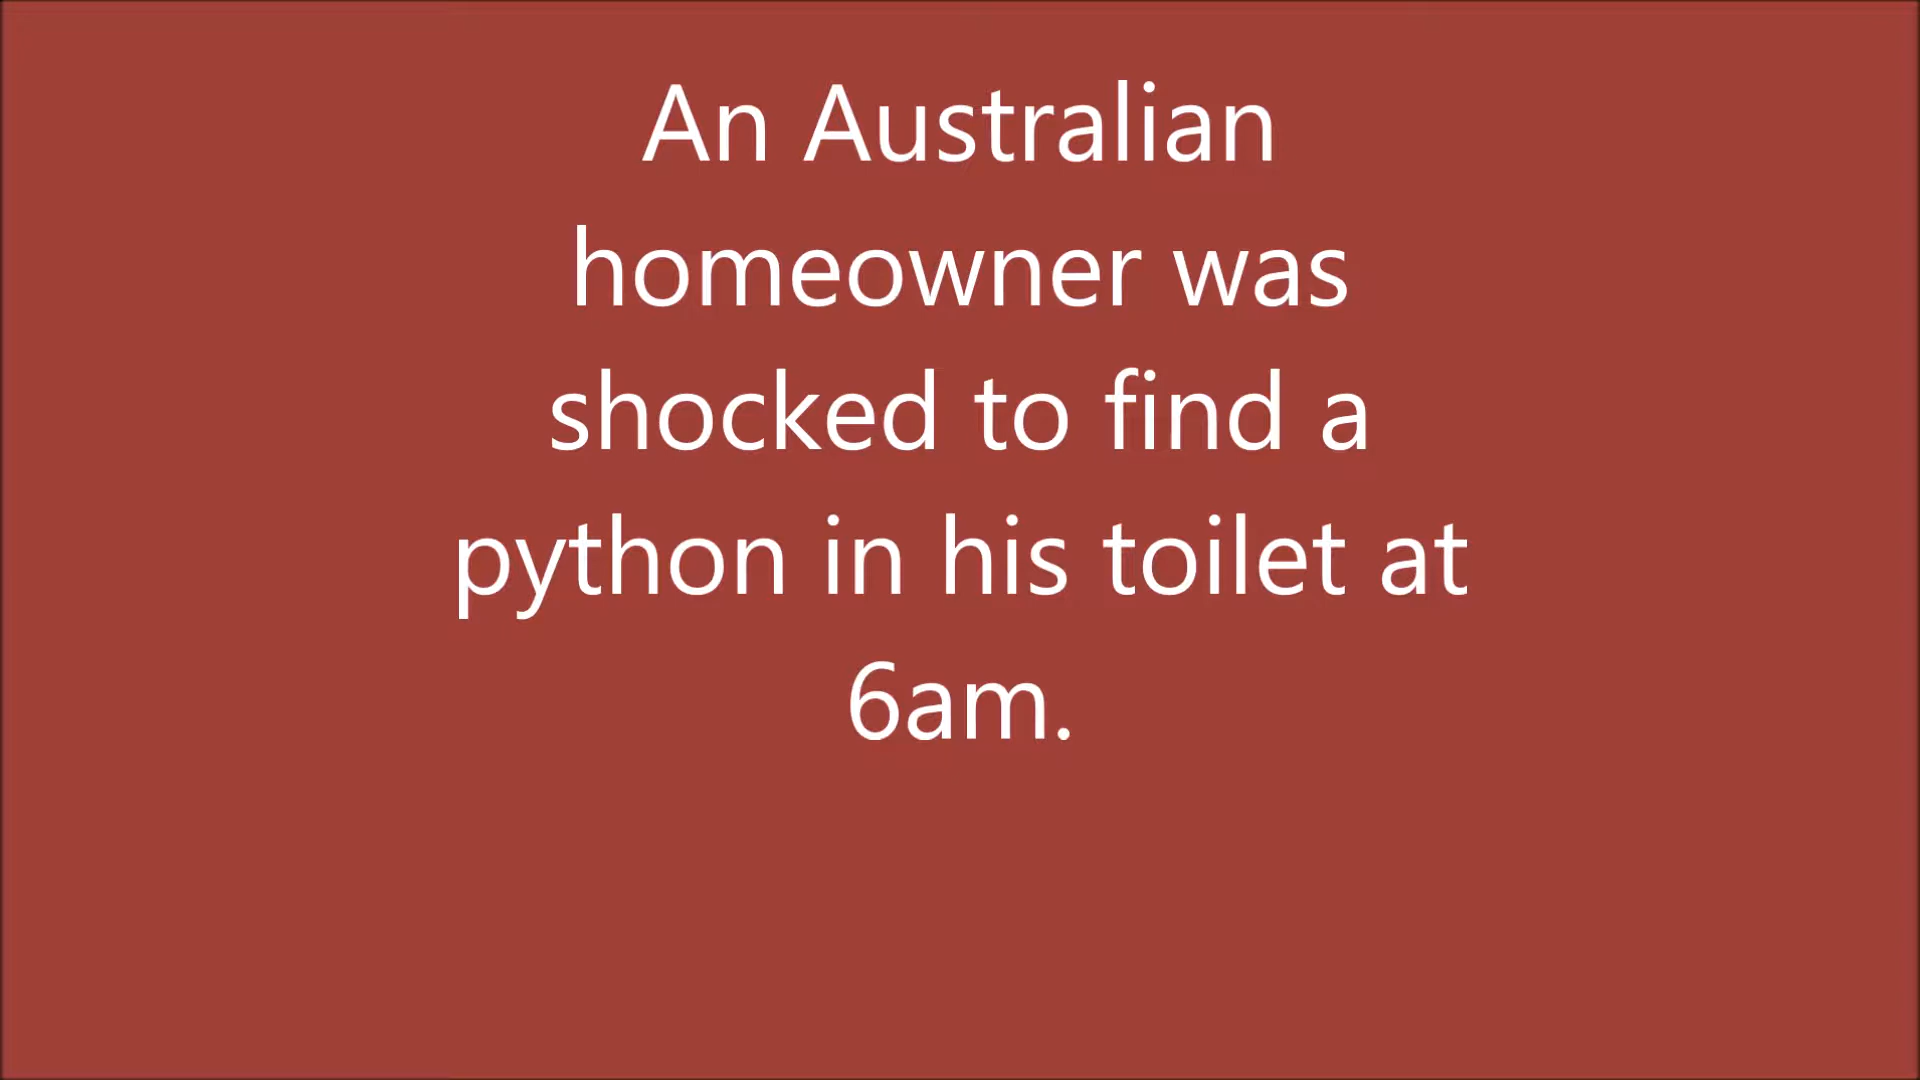 An Australian
homeowner was
shocked to find a
python in his toilet at
6am.